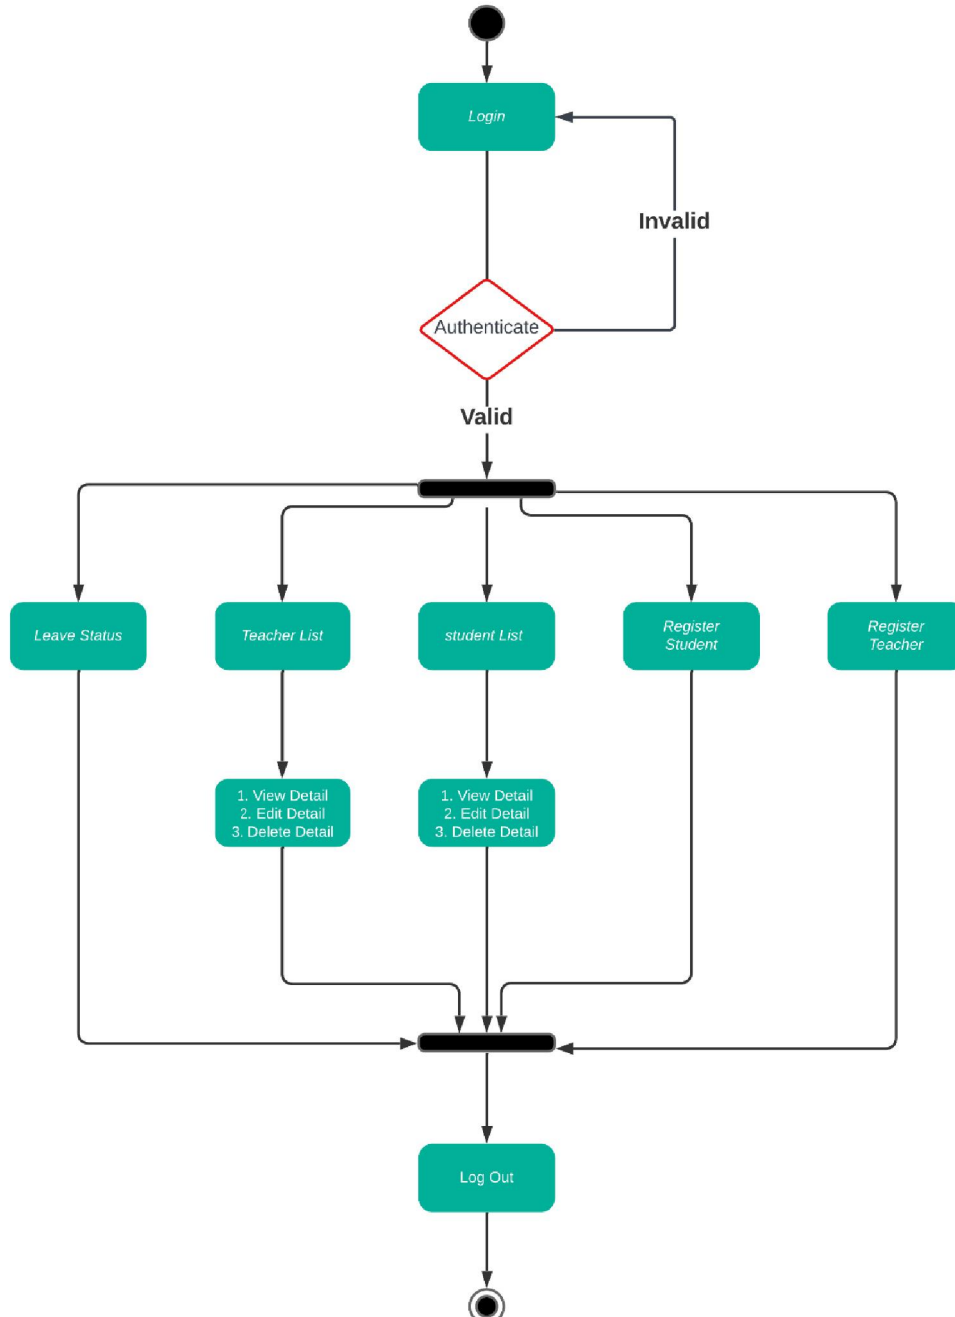 Login
Invalid
Authenticate
Valid
Leave Status
Teacher List
student List
Register
Student
Register
Teacher
1. View Detail
2. Edit Detail
3. Delete Detail
1. View Detail
2. Edit Detail
3. Delete Detail
Log Out